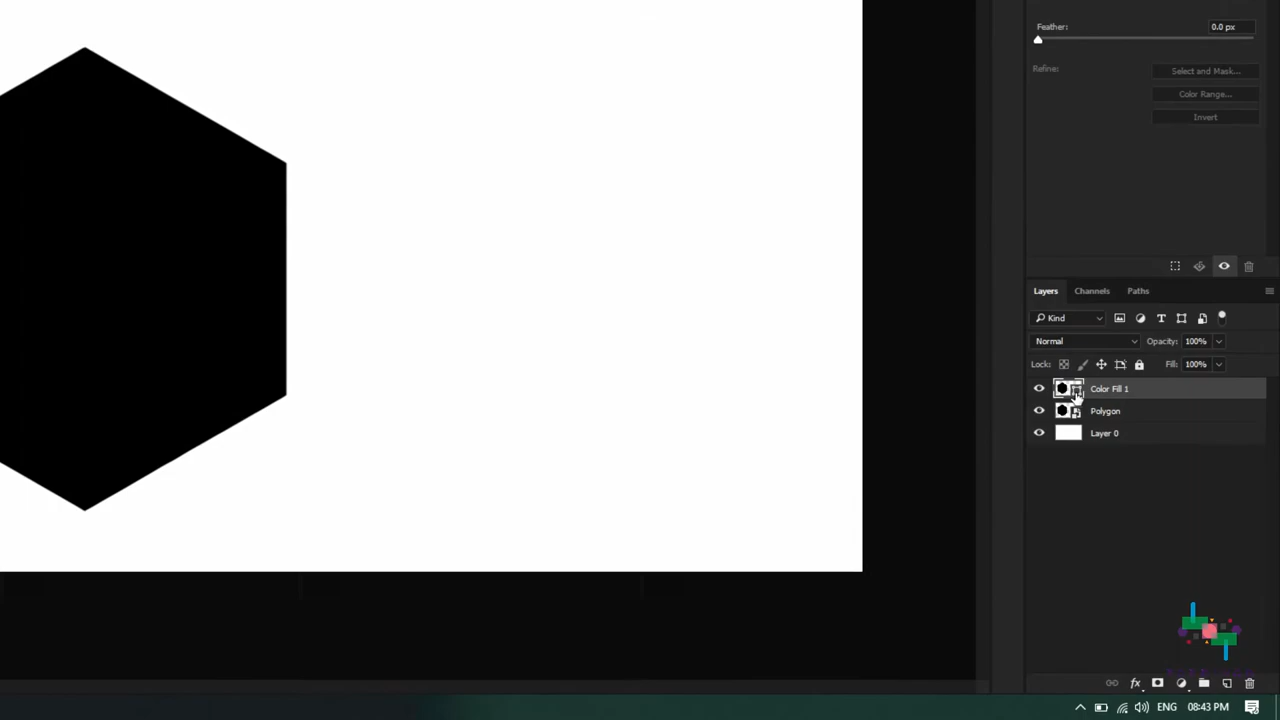 Feather:
0.0 px
Refine:
Select and Mask...
Color Range...
Invert
Layers Channels Paths
Kind
Normal
Opacity: 100%
Lock:
Fill: 100%
Color Fill 1
Polygon
Layer 0
fx
ENG 08:43 PM